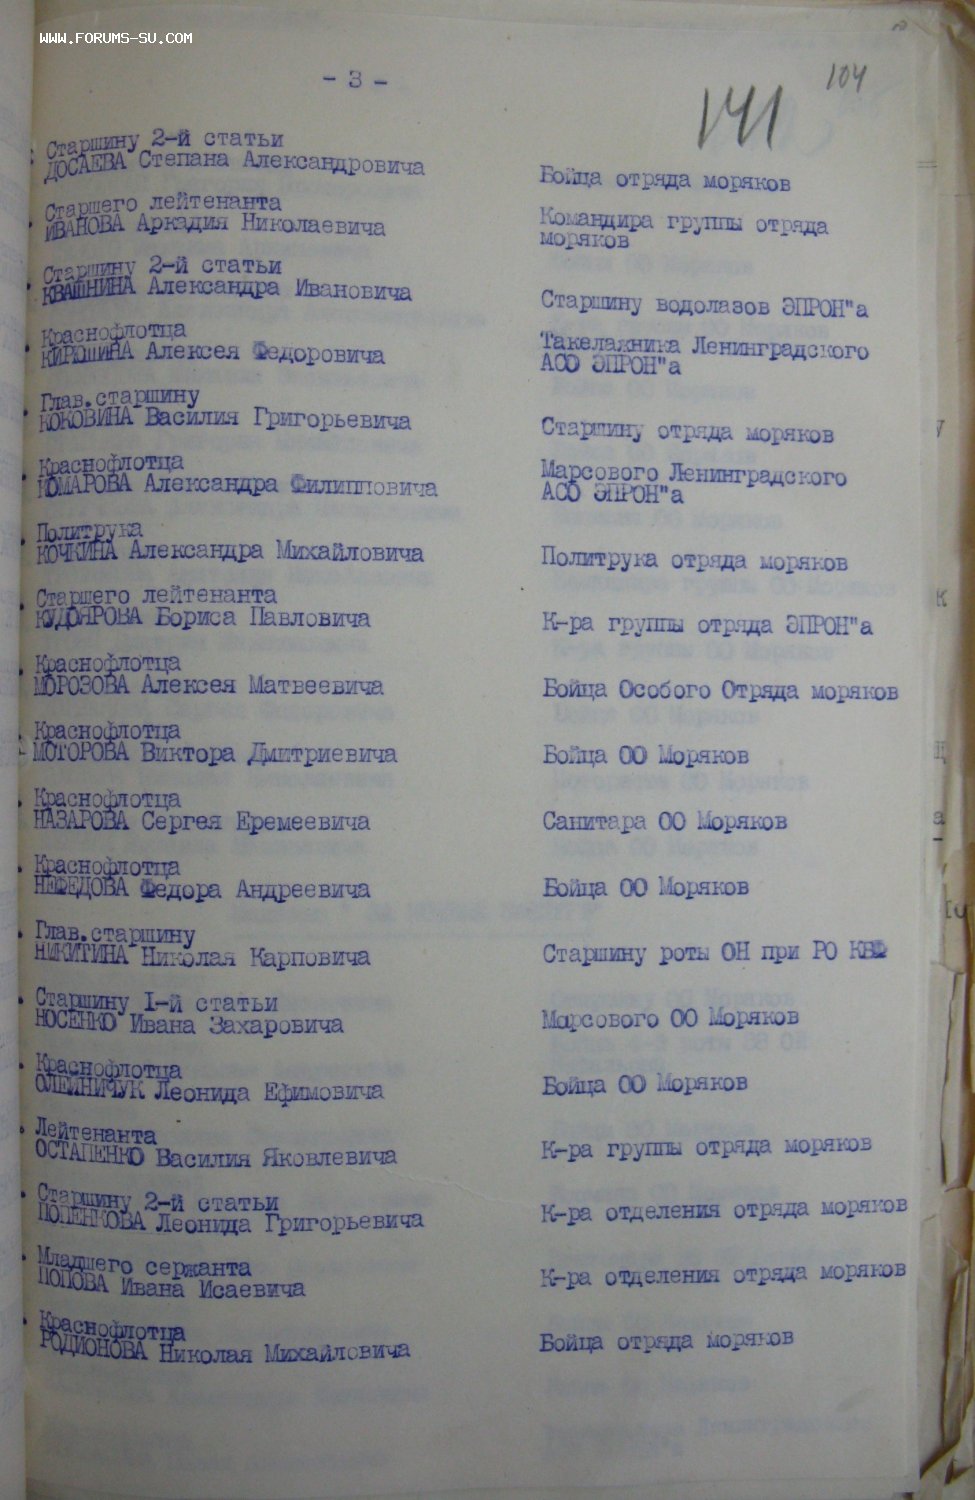 WWW.FORUMS-SU.COM
- 3 -
141
104
Старшину 2-й статьи
ДОСАЕВА Степана Александровича
Бойца отряда моряков
Старшего лейтенанта
ИВАНОВА Аркадия Николаевича
Командира группы отряда
моряков
Старшину 2-й статьи
КВАШНИНА Александра Ивановича
Старшину водолазов ЭПРОН"а
Краснофлотца
КИРЮШИНА Алексея Федоровича
Такелажника Ленинградского
АСО ЭПРОН"а
Глав.старшину
КОКОВИНА Василия Григорьевича
Старшину отряда моряков
Краснофлотца
КОМАРОВА Александра Филипповича
Марсового Ленинградского
АСО ЭПРОН"а
Политрука
КОЧКИНА Александра Михайловича
Политрука отряда моряков
Старшего лейтенанта
КУДОЯРОВА Бориса Павловича
К-ра группы отряда ЭПРОН"а
Краснофлотца
МОРОЗОВА Алексея Матвеевича
Бойца Особого Отряда моряков
Краснофлотца
МОТОРОВА Виктора Дмитриевича
Бойца ОО Моряков
Краснофлотца
НАЗАРОВА Сергея Еремеевича
Санитара ОО Моряков
Краснофлотца
НЕФЕДОВА Федора Андреевича
Бойца ОО Моряков
Глав.старшину
НИКИТИНА Николая Карповича
Старшину роты ОН при РО КБФ
Старшину I-й статьи
НОСЕНКО Ивана Захаровича
Марсового ОО Моряков
Краснофлотца
ОЛЕЙНИЧУК Леонида Ефимовича
Бойца ОО Моряков
Лейтенанта
ОСТАПЕНКО Василия Яковлевича
К-ра группы отряда моряков
Старшину 2-й статьи
ПОПЕНКОВА Леонида Григорьевича
К-ра отделения отряда моряков
Младшего сержанта
ПОПОВА Ивана Исаевича
К-ра отделения отряда моряков
Краснофлотца
РОДИОНОВА Николая Михайловича
Бойца отряда моряков